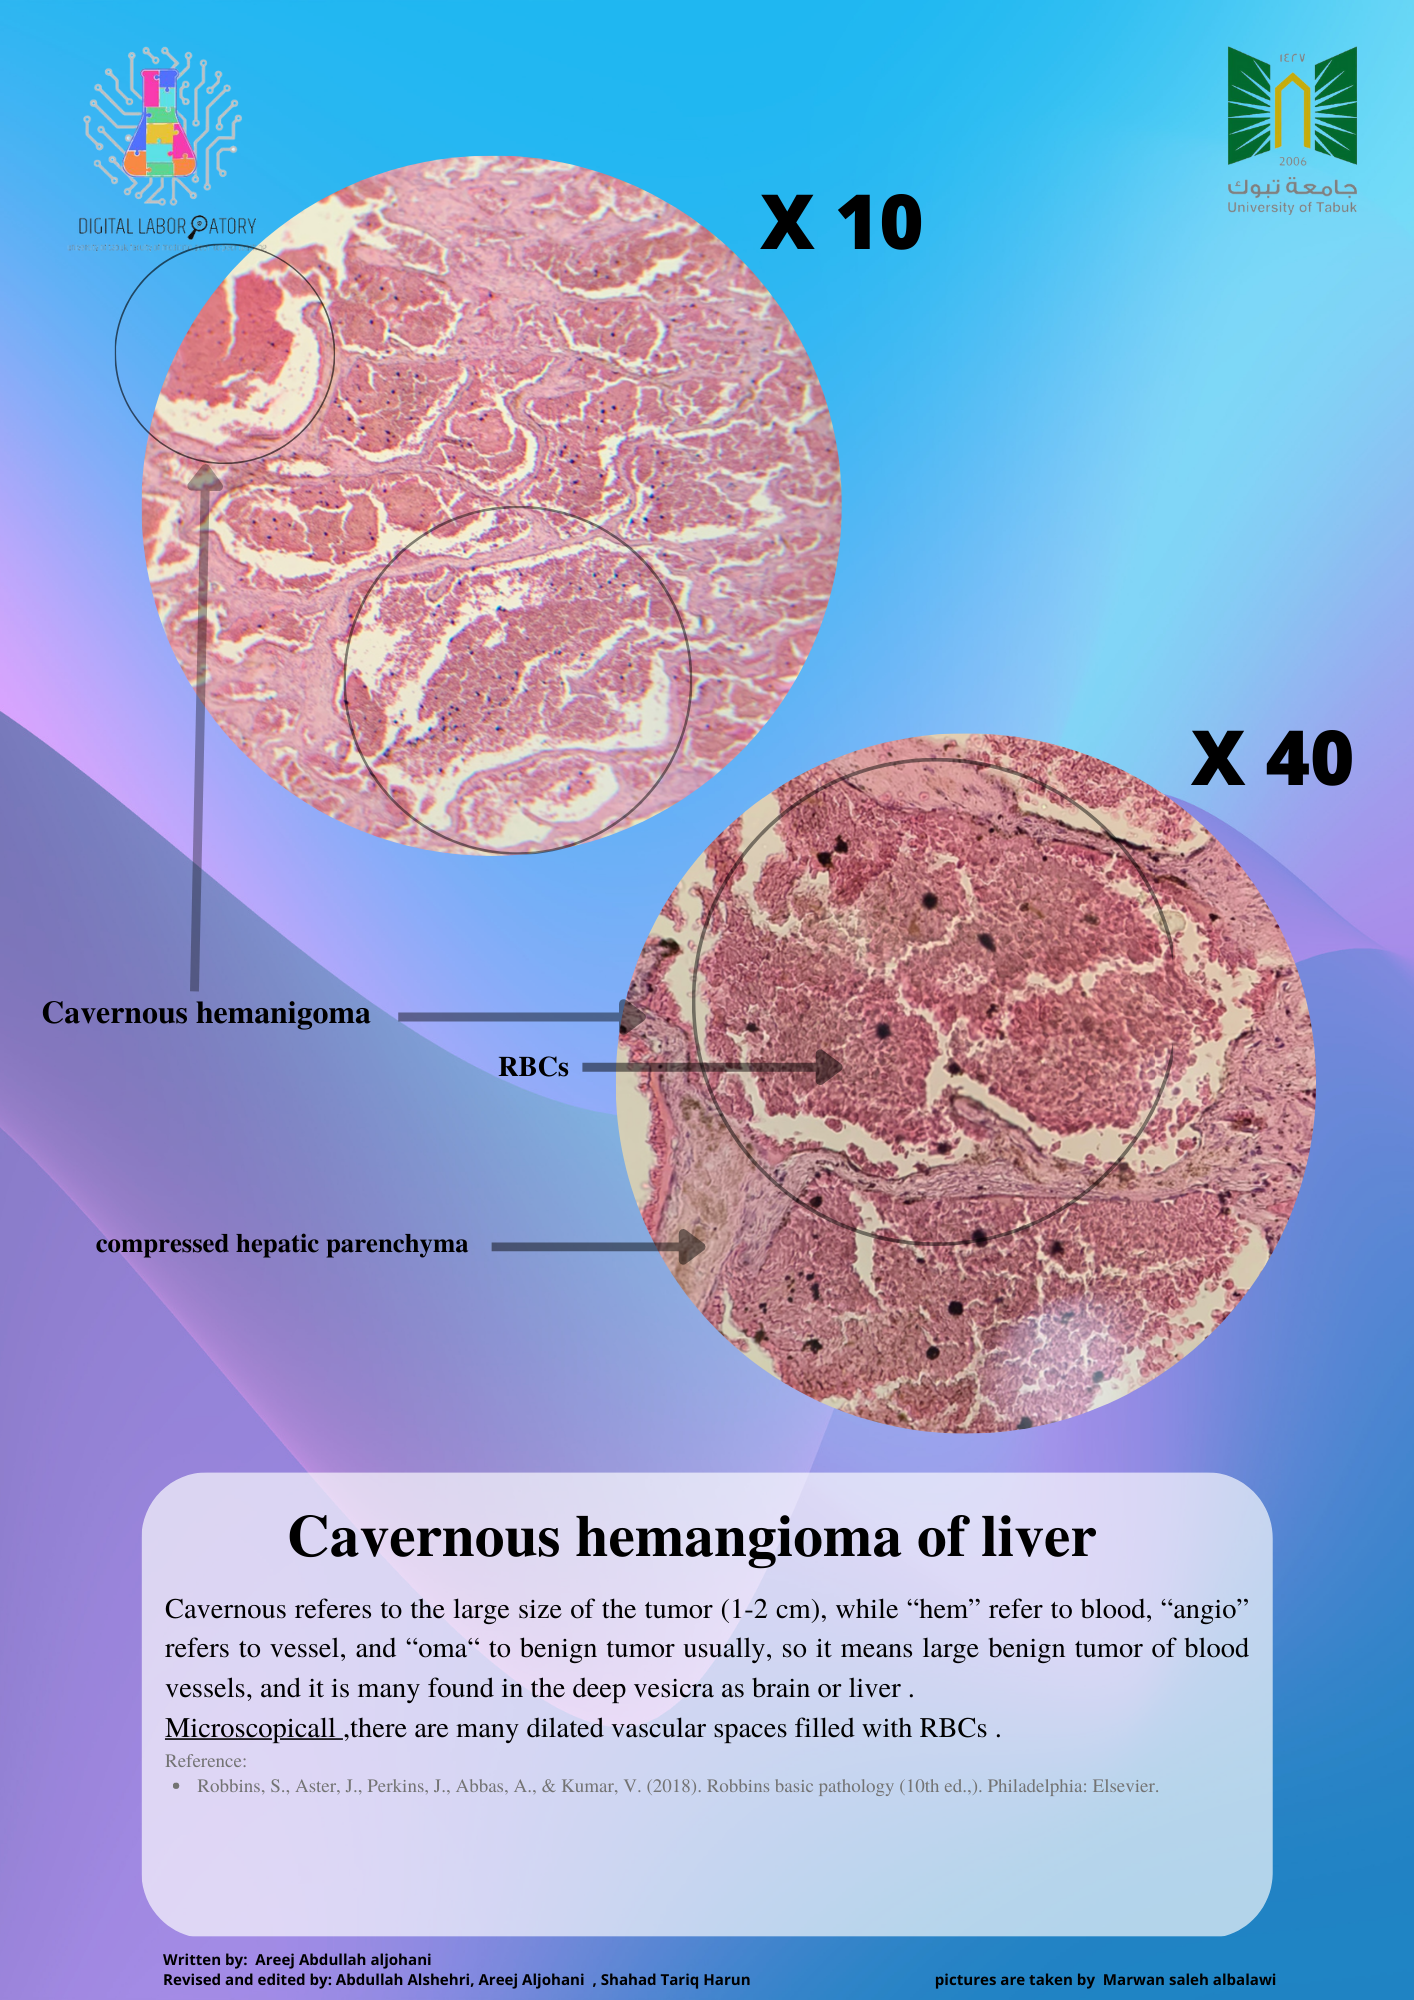 ١٤٢٧
2006
جامعة تبوك
University of Tabuk
DIGITAL LABORATORY
X 10
X 40
Cavernous hemanigoma
RBCs
compressed hepatic parenchyma
Cavernous hemangioma of liver
Cavernous referes to the large size of the tumor (1-2 cm), while “hem” refer to blood, “angio”
refers to vessel, and “oma“ to benign tumor usually, so it means large benign tumor of blood
vessels, and it is many found in the deep vesicra as brain or liver .
Microscopicall ,there are many dilated vascular spaces filled with RBCs .
Reference:
• Robbins, S., Aster, J., Perkins, J., Abbas, A., & Kumar, V. (2018). Robbins basic pathology (10th ed.,). Philadelphia: Elsevier.
Written by: Areej Abdullah aljohani
Revised and edited by: Abdullah Alshehri, Areej Aljohani , Shahad Tariq Harun
pictures are taken by Marwan saleh albalawi